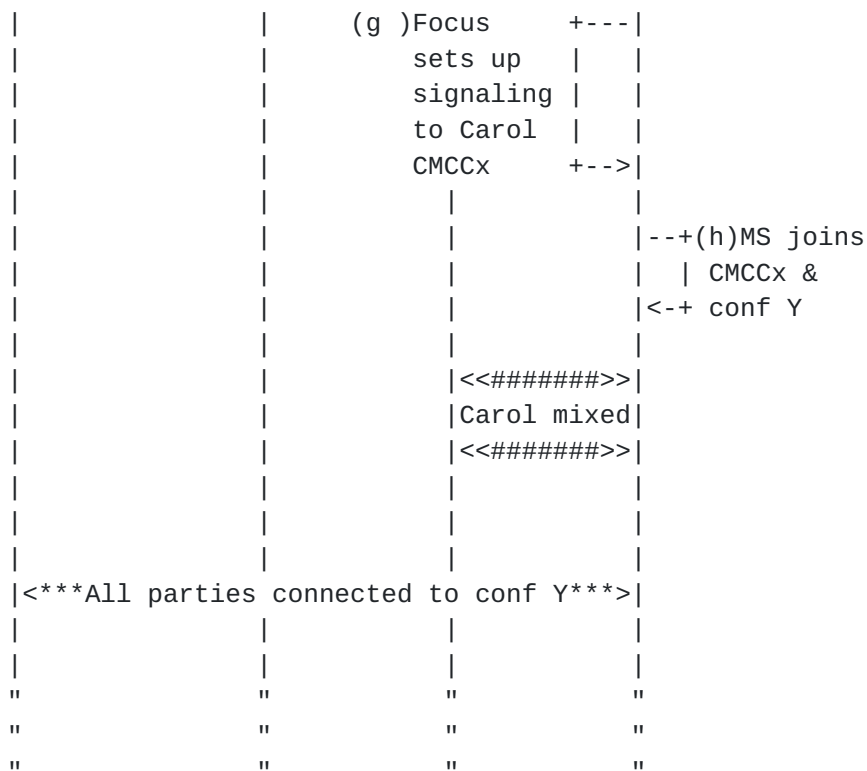 |             |    (g )Focus    +---|
|             |       sets up   |  |
|             |       signaling |  |
|             |       to Carol  |  |
|             |       CMCCx    +-->|
|             |         |         |
|             |         |         |--+(h)MS joins
|             |         |         |  | CMCCx &
|             |         |         |<-+ conf Y
|             |         |         |
|             |         |<<#######>>|
|             |         |Carol mixed|
|             |         |<<#######>>|
|             |         |         |
|             |         |         |
|             |         |         |
|<***All parties connected to conf Y***>|
|             |         |         |
|             |         |         |
"             "         "         "
"             "         "         "
"             "         "         "